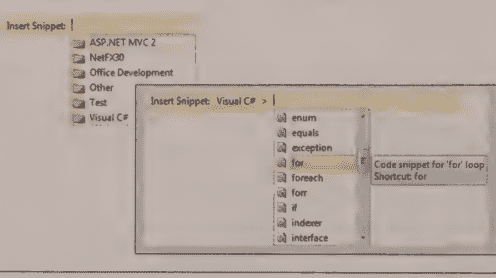 Insert Snippet:
ASP.NET MVC 2
NetFX30
Office Development
Other
Test
Visual C#
Insert Snippet: Visual C# >
enum
equals
exception
for
foreach
forr
if
indexer
interface
Code snippet for 'for' loop
Shortcut: for